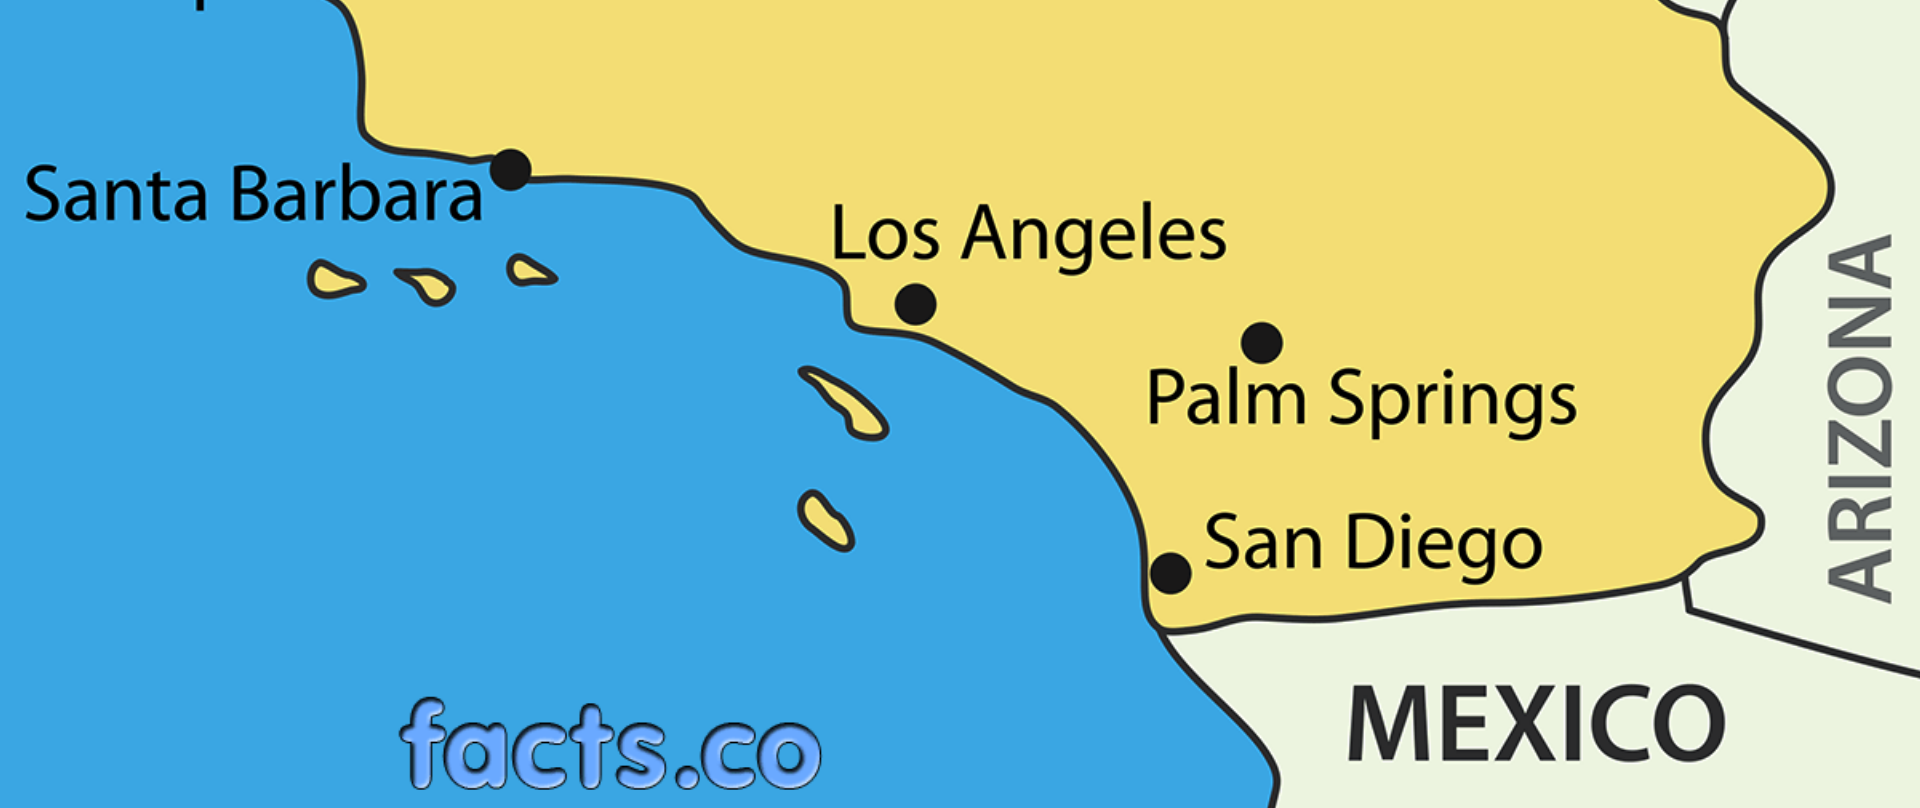 Santa Barbara
Los Angeles
Palm Springs
San Diego
ARIZONA
MEXICO
facts.co